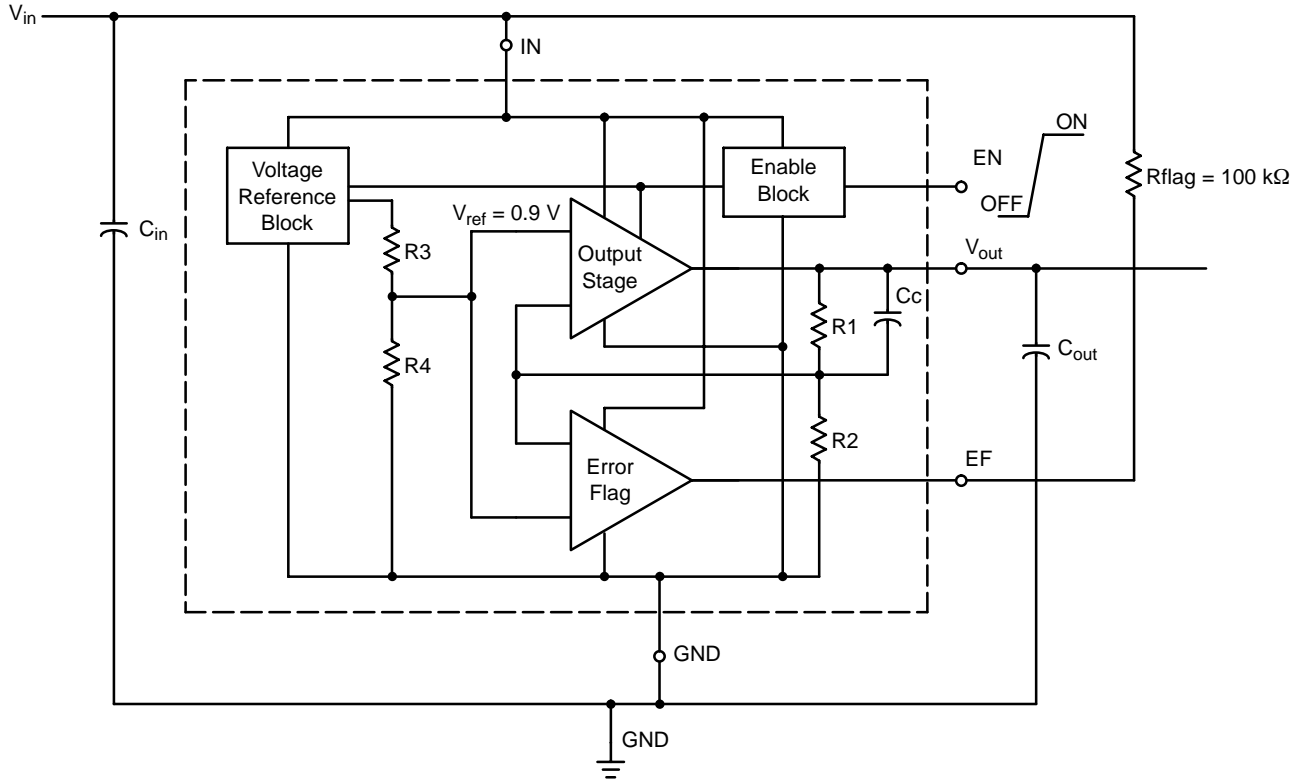 Vin
IN
ON
EN
OFF
Rflag = 100 kΩ
Voltage
Reference
Block
Enable
Block
Cin
Vref = 0.9 V
R3
Output
Stage
Vout
Cc
R1
Cout
R4
R2
Error
Flag
EF
GND
GND